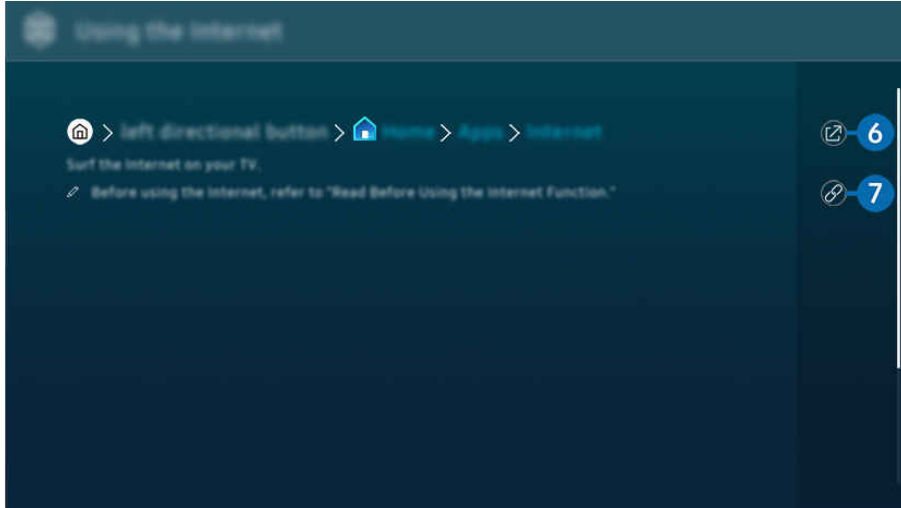 Using the Internet
> left directional button > Home > Apps > Internet
6
Surf the Internet on your TV.
7
Before using the Internet, refer to "Read Before Using the Internet Function."